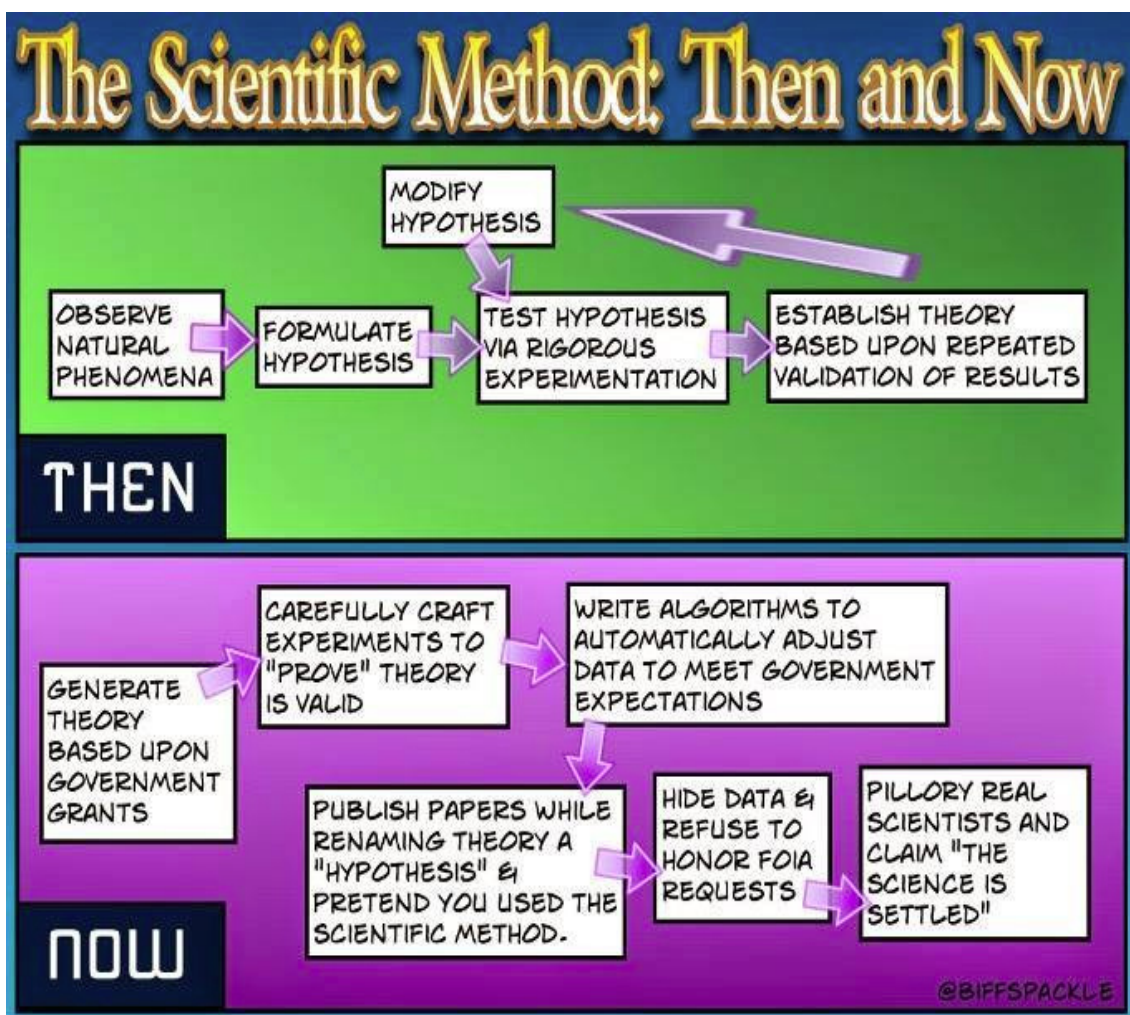 The Scientific Method: Then and Now
MODIFY
HYPOTHESIS
OBSERVE
NATURAL
PHENOMENA
FORMULATE
HYPOTHESIS
TEST HYPOTHESIS
VIA RIGOROUS
EXPERIMENTATION
ESTABLISH THEORY
BASED UPON REPEATED
VALIDATION OF RESULTS
THEN
GENERATE
THEORY
BASED UPON
GOVERNMENT
GRANTS
CAREFULLY CRAFT
EXPERIMENTS TO
"PROVE" THEORY
IS VALID
WRITE ALGORITHMS TO
AUTOMATICALLY ADJUST
DATA TO MEET GOVERNMENT
EXPECTATIONS
PUBLISH PAPERS WHILE
RENAMING THEORY A
"HYPOTHESIS" &
PRETEND YOU USED THE
SCIENTIFIC METHOD.
HIDE DATA &
REFUSE TO
HONOR FOIA
REQUESTS
PILLORY REAL
SCIENTISTS AND
CLAIM "THE
SCIENCE IS
SETTLED"
NOW
@BIFFSPACKLE